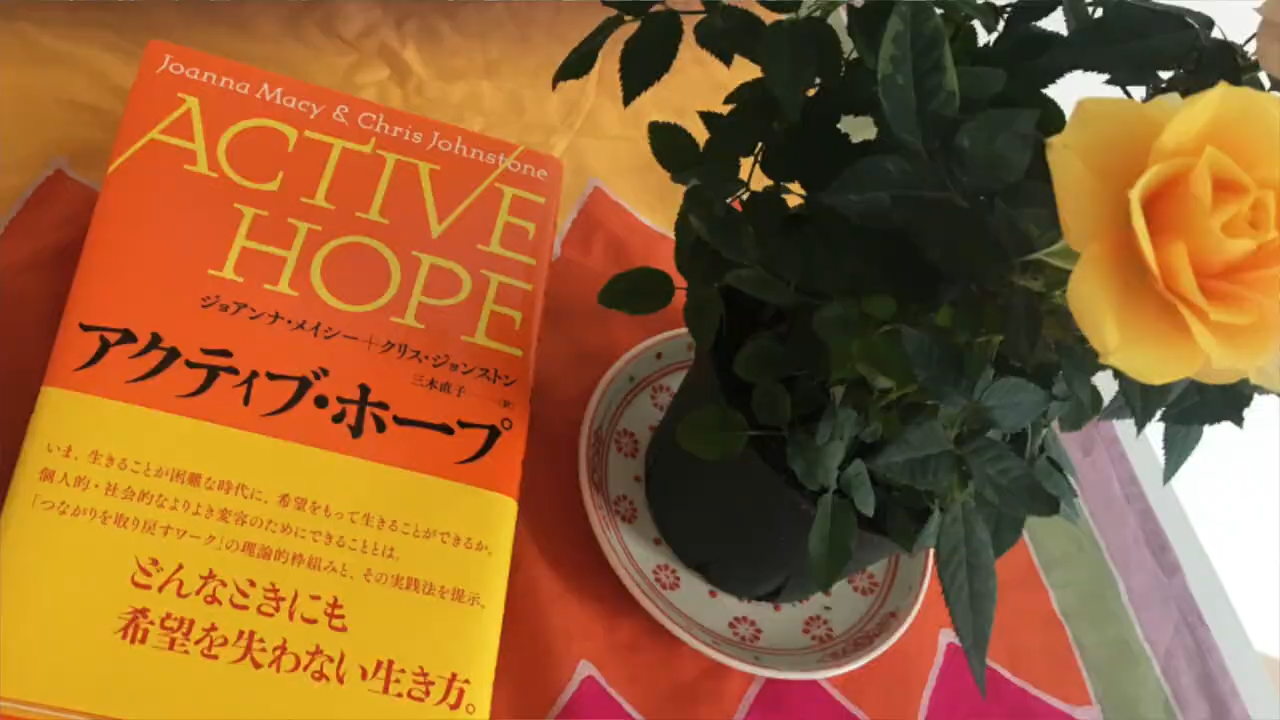 Joanna Macy & Chris Johnstone
ACTIVE
HOPE
ジョアンナ・メイシー+クリス・ジョンストン
三木直子 [訳]
アクティブ・ホープ
いま、生きることが困難な時代に、希望をもって生きることができるか。
個人的・社会的なよりよき変容のためにできることとは。
「つながりを取り戻すワーク」の理論的枠組みと、その実践法を提示。
どんなときにも
希望を失わない生き方。